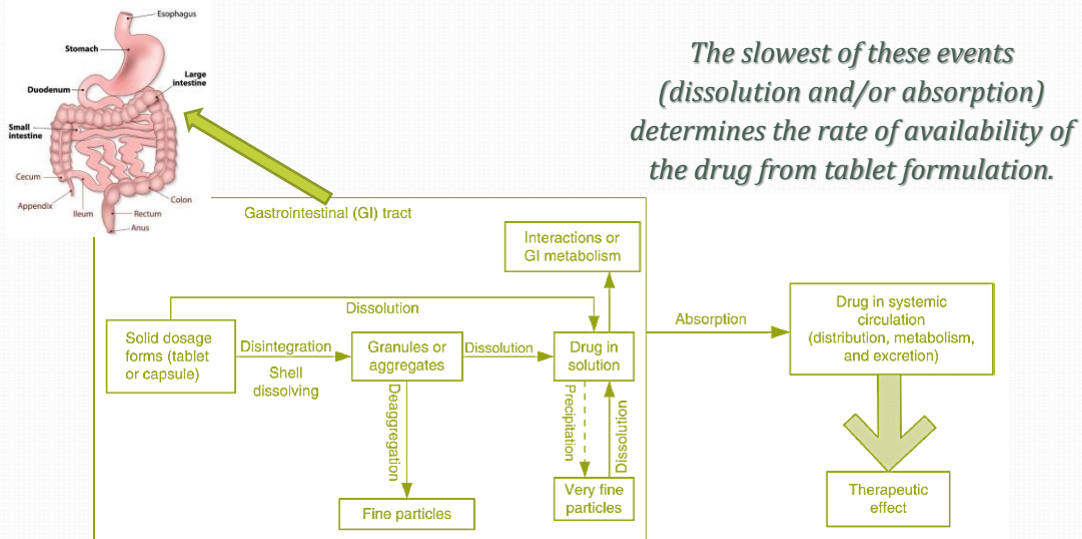 Esophagus
Stomach
Large
intestine
Duodenum
Small
intestine
Cecum
Appendix
Ileum
Rectum
Anus
Colon
The slowest of these events
(dissolution and/or absorption)
determines the rate of availability of
the drug from tablet formulation.
Gastrointestinal (GI) tract
Interactions or
GI metabolism
Dissolution
Solid dosage
forms (tablet
or capsule)
Disintegration
Shell
dissolving
Granules or
aggregates
Dissolution
Drug in
solution
Absorption
Drug in systemic
circulation
(distribution, metabolism,
and excretion)
Deaggregation
Precipitation
Dissolution
Fine particles
Very fine
particles
Therapeutic
effect